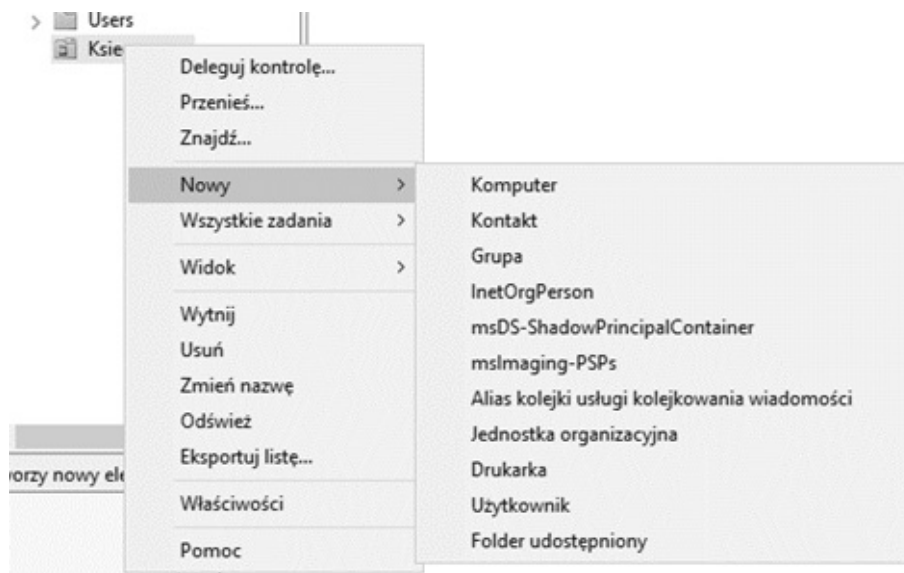 Users
Księ
Deleguj kontrolę...
Przenieś...
Znajdź...
Nowy
Wszystkie zadania
Widok
Wytnij
Usuń
Zmień nazwę
Odśwież
Eksportuj listę...
Właściwości
Pomoc
Komputer
Kontakt
Grupa
InetOrgPerson
msDS-ShadowPrincipalContainer
msImaging-PSPs
Alias kolejki usługi kolejkowania wiadomości
Jednostka organizacyjna
Drukarka
Użytkownik
Folder udostępniony
orzy nowy ele